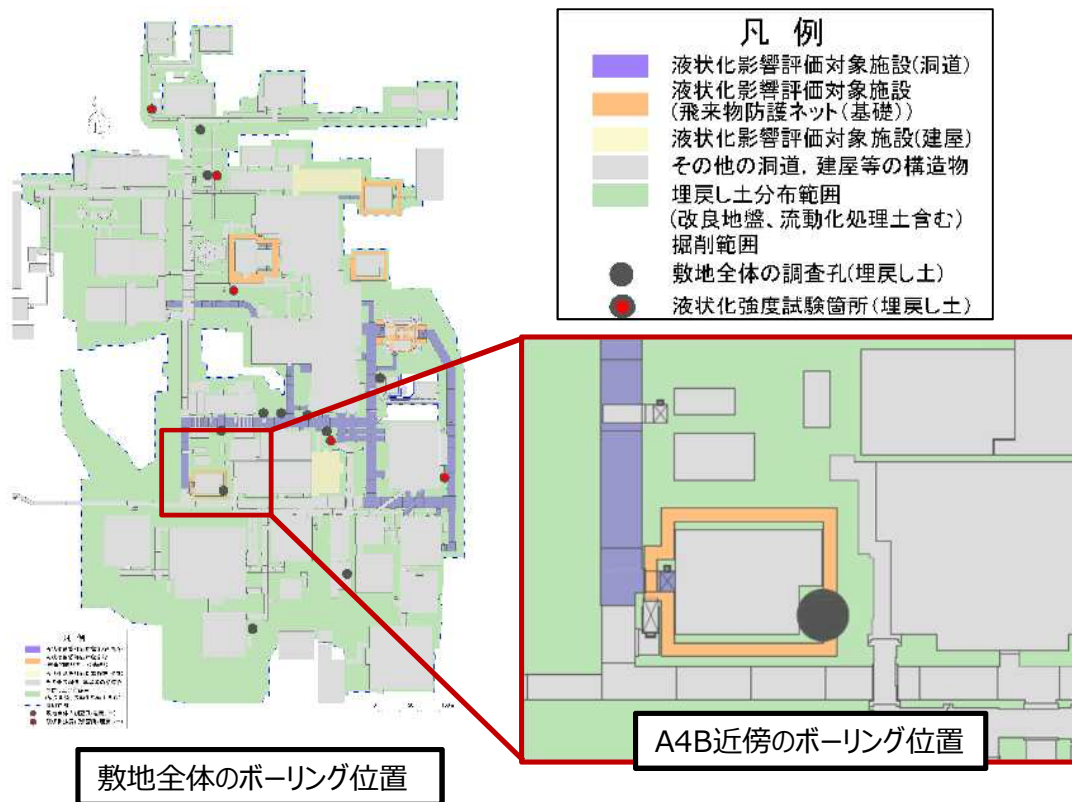 凡 例
液状化影響評価対象施設(洞道)
液状化影響評価対象施設
(飛来物防護ネット(基礎))
液状化影響評価対象施設(建屋)
その他の洞道，建屋等の構造物
埋戻し土分布範囲
(改良地盤、流動化処理土含む)
掘削範囲
敷地全体の調査孔(埋戻し土)
液状化強度試験箇所(埋戻し土)
A4B近傍のボーリング位置
敷地全体のボーリング位置
凡 例